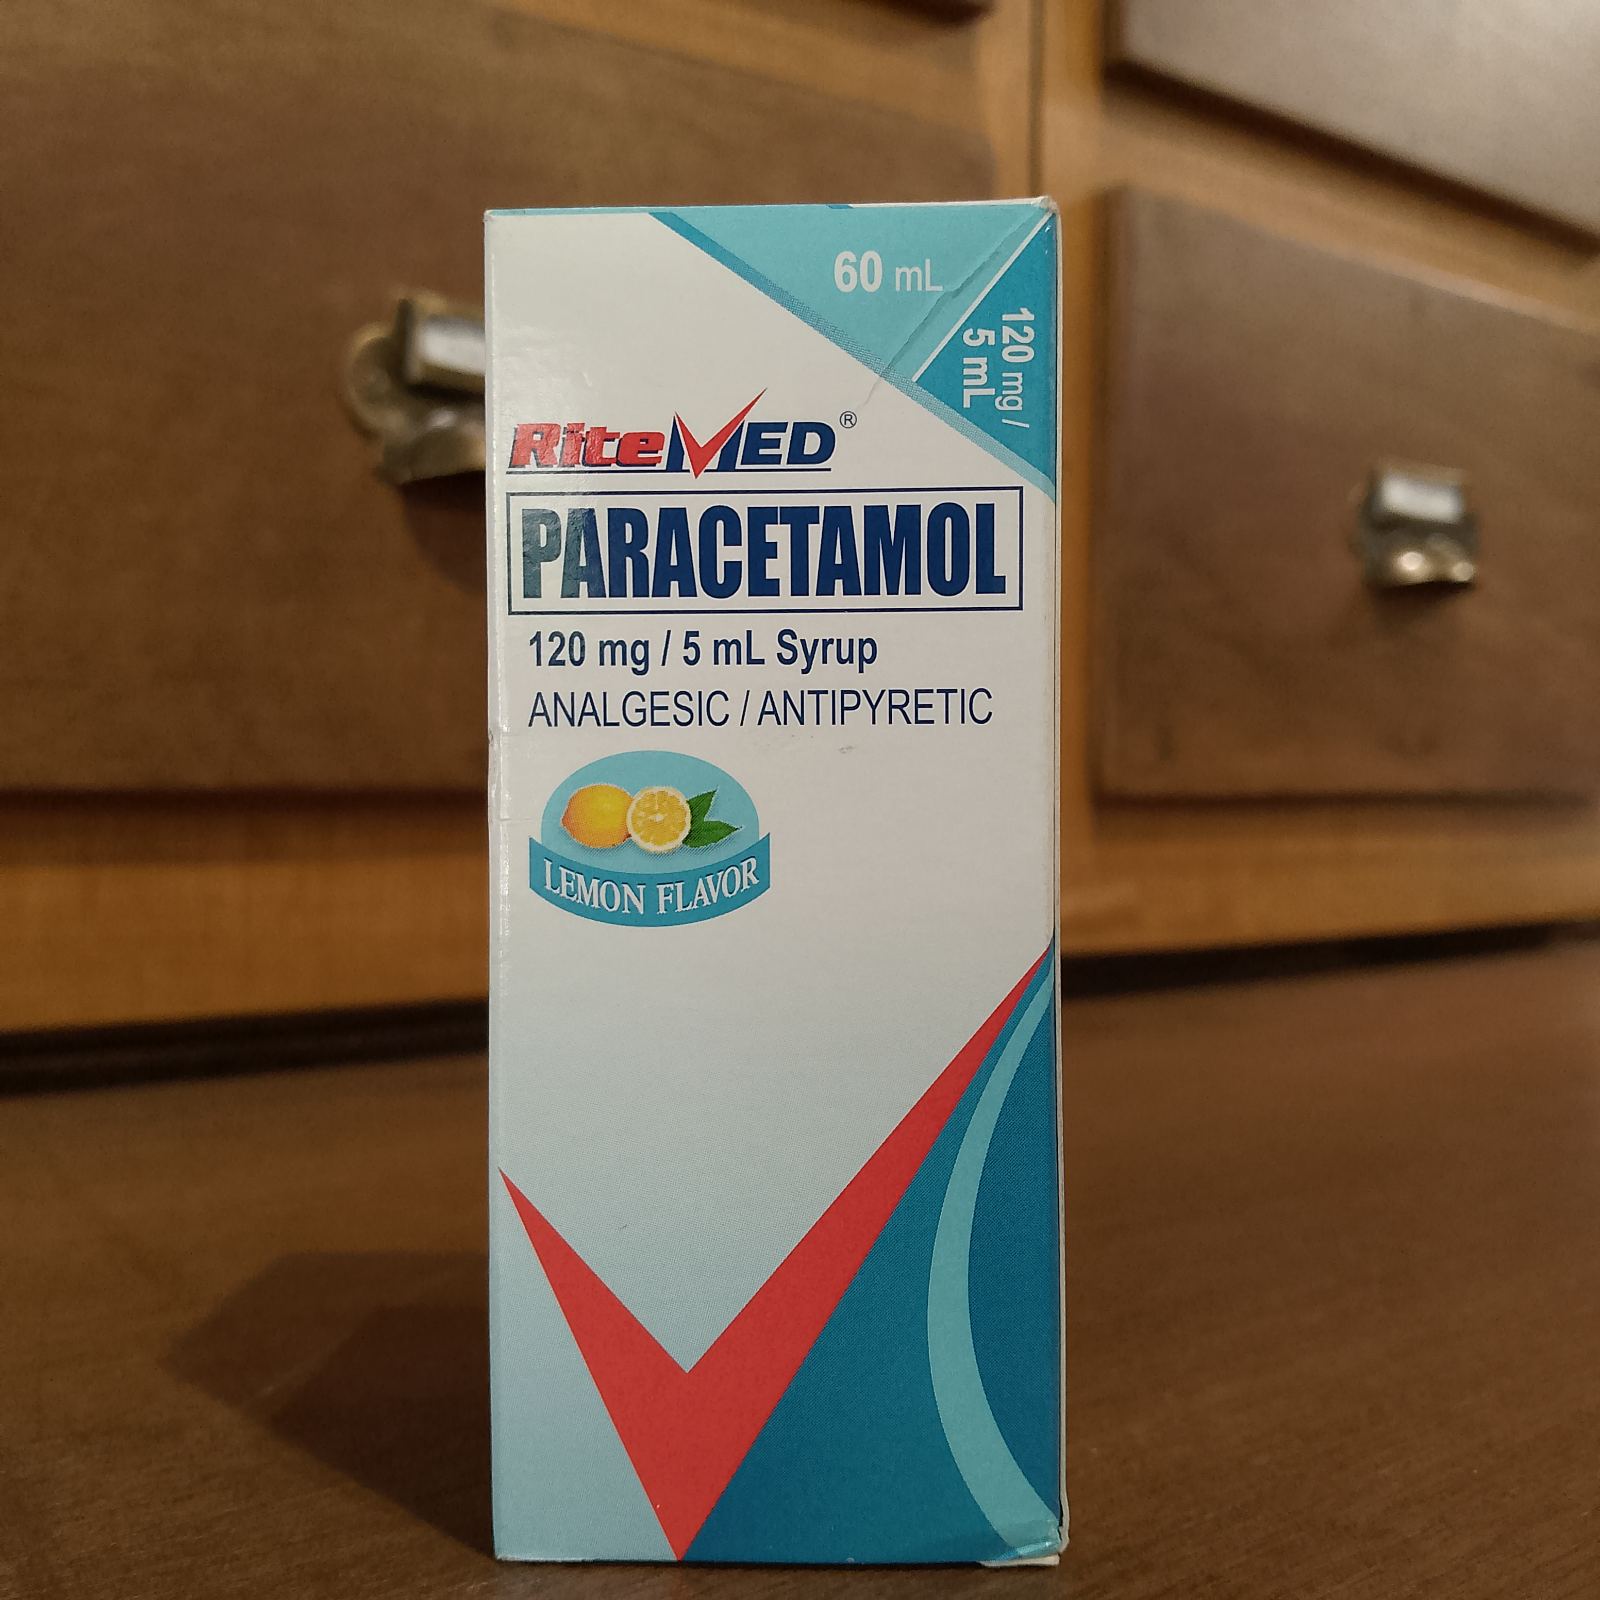 60 mL
120 mg /
5 mL
RiteMED®
PARACETAMOL
120 mg / 5 mL Syrup
ANALGESIC / ANTIPYRETIC
LEMON FLAVOR